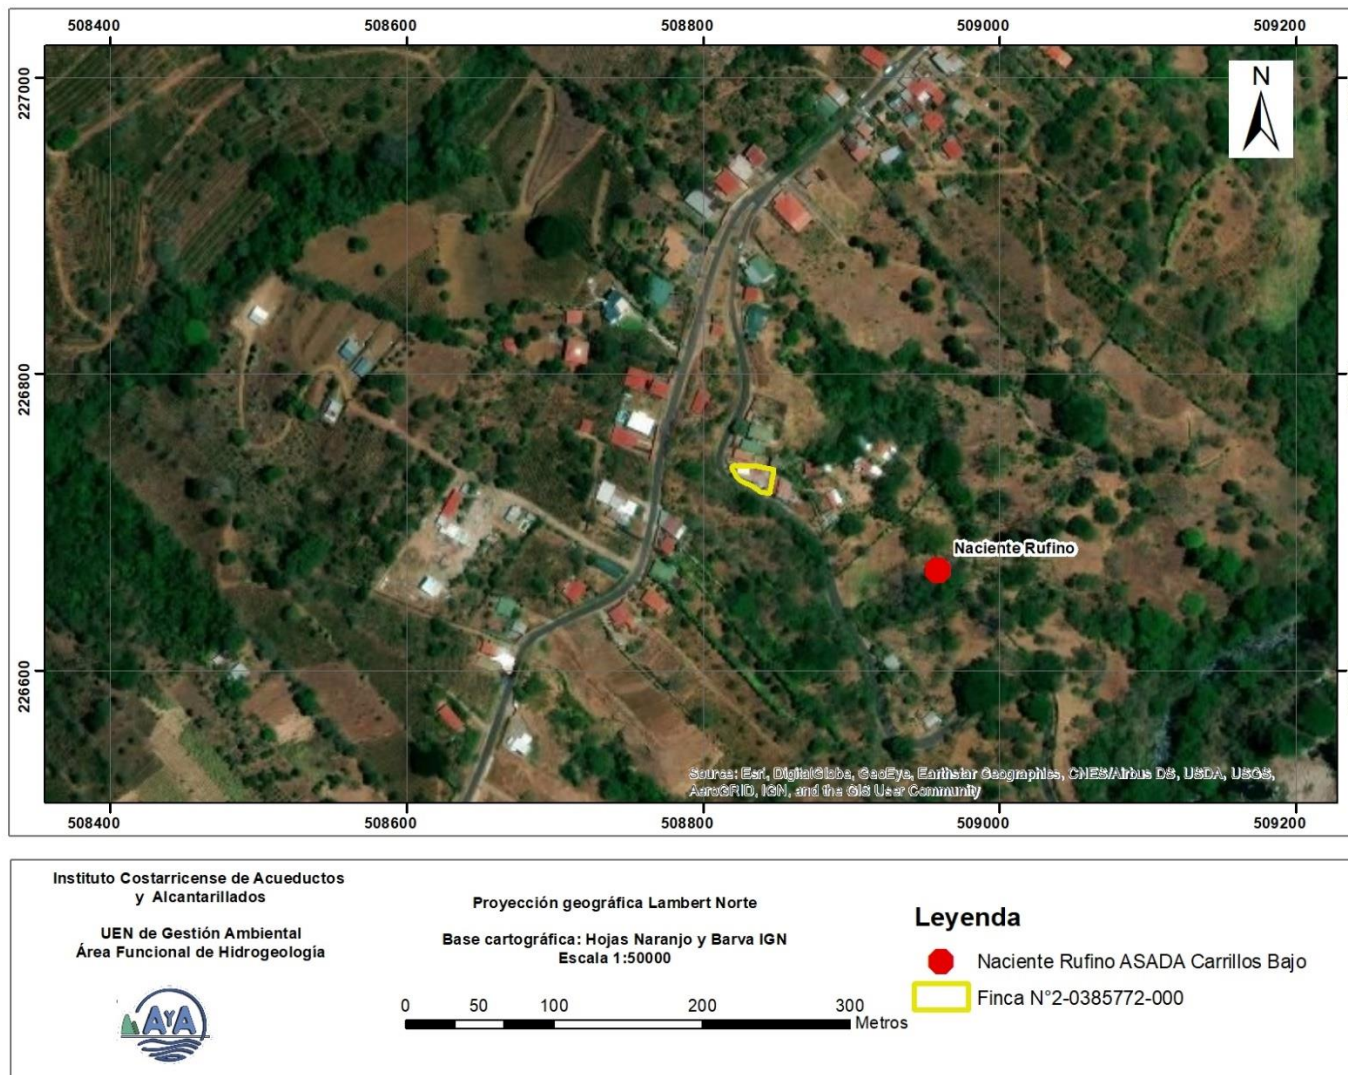 508400 508600 508800 509000 509200
227000
N
226800
Naciente Rufino
226600
Source: Esri, DigitalGlobe, GeoEye, Earthstar Geographics, CNES/Airbus DS, USDA, USGS,
AeroGRID, IGN, and the GIS User Community
508400 508600 508800 509000 509200
Instituto Costarricense de Acueductos
y Alcantarillados
UEN de Gestión Ambiental
Área Funcional de Hidrogeología
AyA
Proyección geográfica Lambert Norte
Base cartográfica: Hojas Naranjo y Barva IGN
Escala 1:50000
0 50 100 200 300
Metros
Leyenda
Naciente Rufino ASADA Carrillos Bajo
Finca N°2-0385772-000